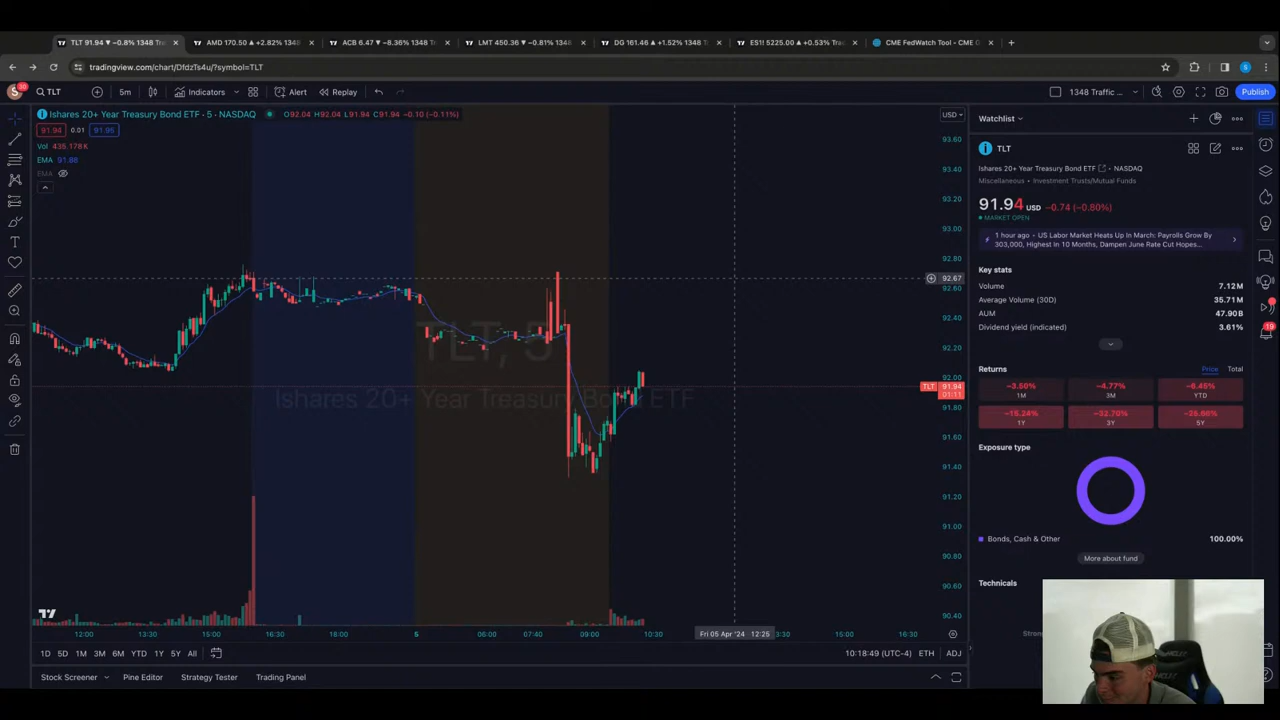 TLT 91.94 ▼ −0.8% 1348 Traffi
AMD 170.50 ▲ +2.82% 1348
ACB 6.47 ▼ −8.36% 1348
LMT 450.36 ▼ −0.81% 1348
DG 161.46 ▲ +1.52% 1348
ES1! 5225.00 ▲ +0.53% Tra
CME FedWatch Tool - CME G
tradingview.com/chart/DfdzTs4u/?symbol=TLT
S 30 TLT 5m Indicators Alert Replay 1348 Traffic ... Publish
Ishares 20+ Year Treasury Bond ETF · 5 · NASDAQ O92.04 H92.04 L91.94 C91.94 −0.10 (−0.11%) USD
91.94 0.01 91.95
Vol 435.178K
EMA 91.86
EMA
TLT, 5
Ishares 20+ Year Treasury Bond ETF
93.60
93.40
93.20
93.00
92.80
92.67
92.60
92.40
92.20
92.00
TLT 91.94
01:11
91.80
91.60
91.40
91.20
91.00
90.80
90.60
90.40
12:00 13:30 15:00 16:30 18:00 5 06:00 07:40 09:00 10:30 Fri 05 Apr '24 12:25 3:30 15:00 16:30
1D 5D 1M 3M 6M YTD 1Y 5Y All 10:18:49 (UTC-4) ETH ADJ
Stock Screener Pine Editor Strategy Tester Trading Panel
Watchlist
TLT
Ishares 20+ Year Treasury Bond ETF · NASDAQ
Miscellaneous · Investment Trusts/Mutual Funds
91.94 USD −0.74 (−0.80%)
MARKET OPEN
1 hour ago · US Labor Market Heats Up In March: Payrolls Grow By
303,000, Highest In 10 Months, Dampen June Rate Cut Hopes...
Key stats
Volume 7.12M
Average Volume (30D) 35.71M
AUM 47.90B
Dividend yield (indicated) 3.61%
Returns Price Total
−3.50% −4.77% −6.45%
1M 3M YTD
−15.24% −32.70% −25.66%
1Y 3Y 5Y
Exposure type
Bonds, Cash & Other 100.00%
More about fund
Technicals
Strong
19